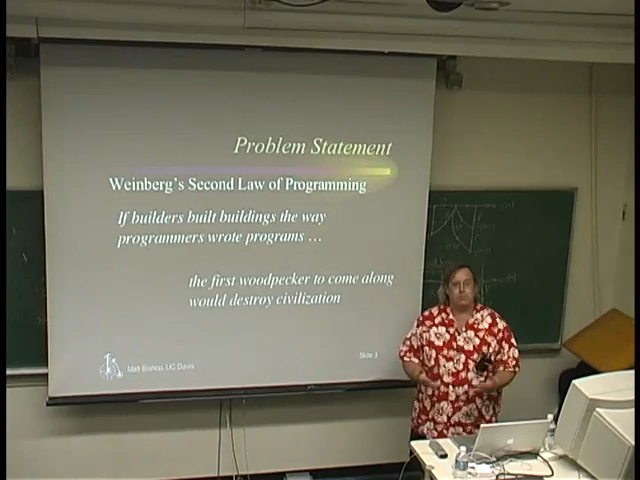 Problem Statement
Weinberg's Second Law of Programming
If builders built buildings the way
programmers wrote programs …
the first woodpecker to come along
would destroy civilization
Matt Bishop, UC Davis
Slide 3